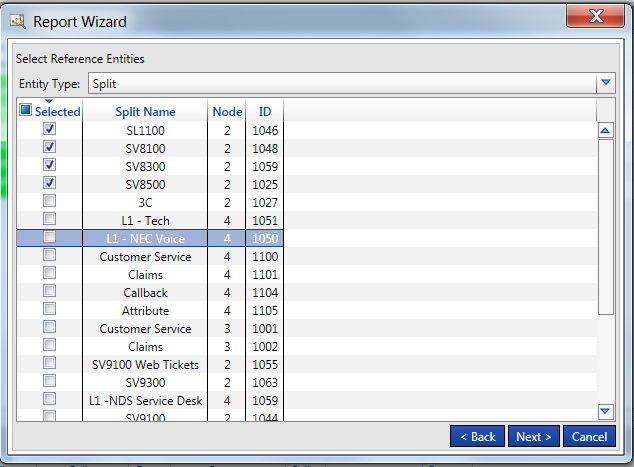 Report Wizard
Select Reference Entities
Entity Type: Split
Selected Split Name Node ID
SL1100 2 1046
SV8100 2 1048
SV8300 2 1059
SV8500 2 1025
3C 2 1027
L1 - Tech 4 1051
L1 - NEC Voice 4 1050
Customer Service 4 1100
Claims 4 1101
Callback 4 1104
Attribute 4 1105
Customer Service 3 1001
Claims 3 1002
SV9100 Web Tickets 2 1055
SV9300 2 1063
L1 -NDS Service Desk 4 1059
SV9100 2 1044
< Back Next > Cancel